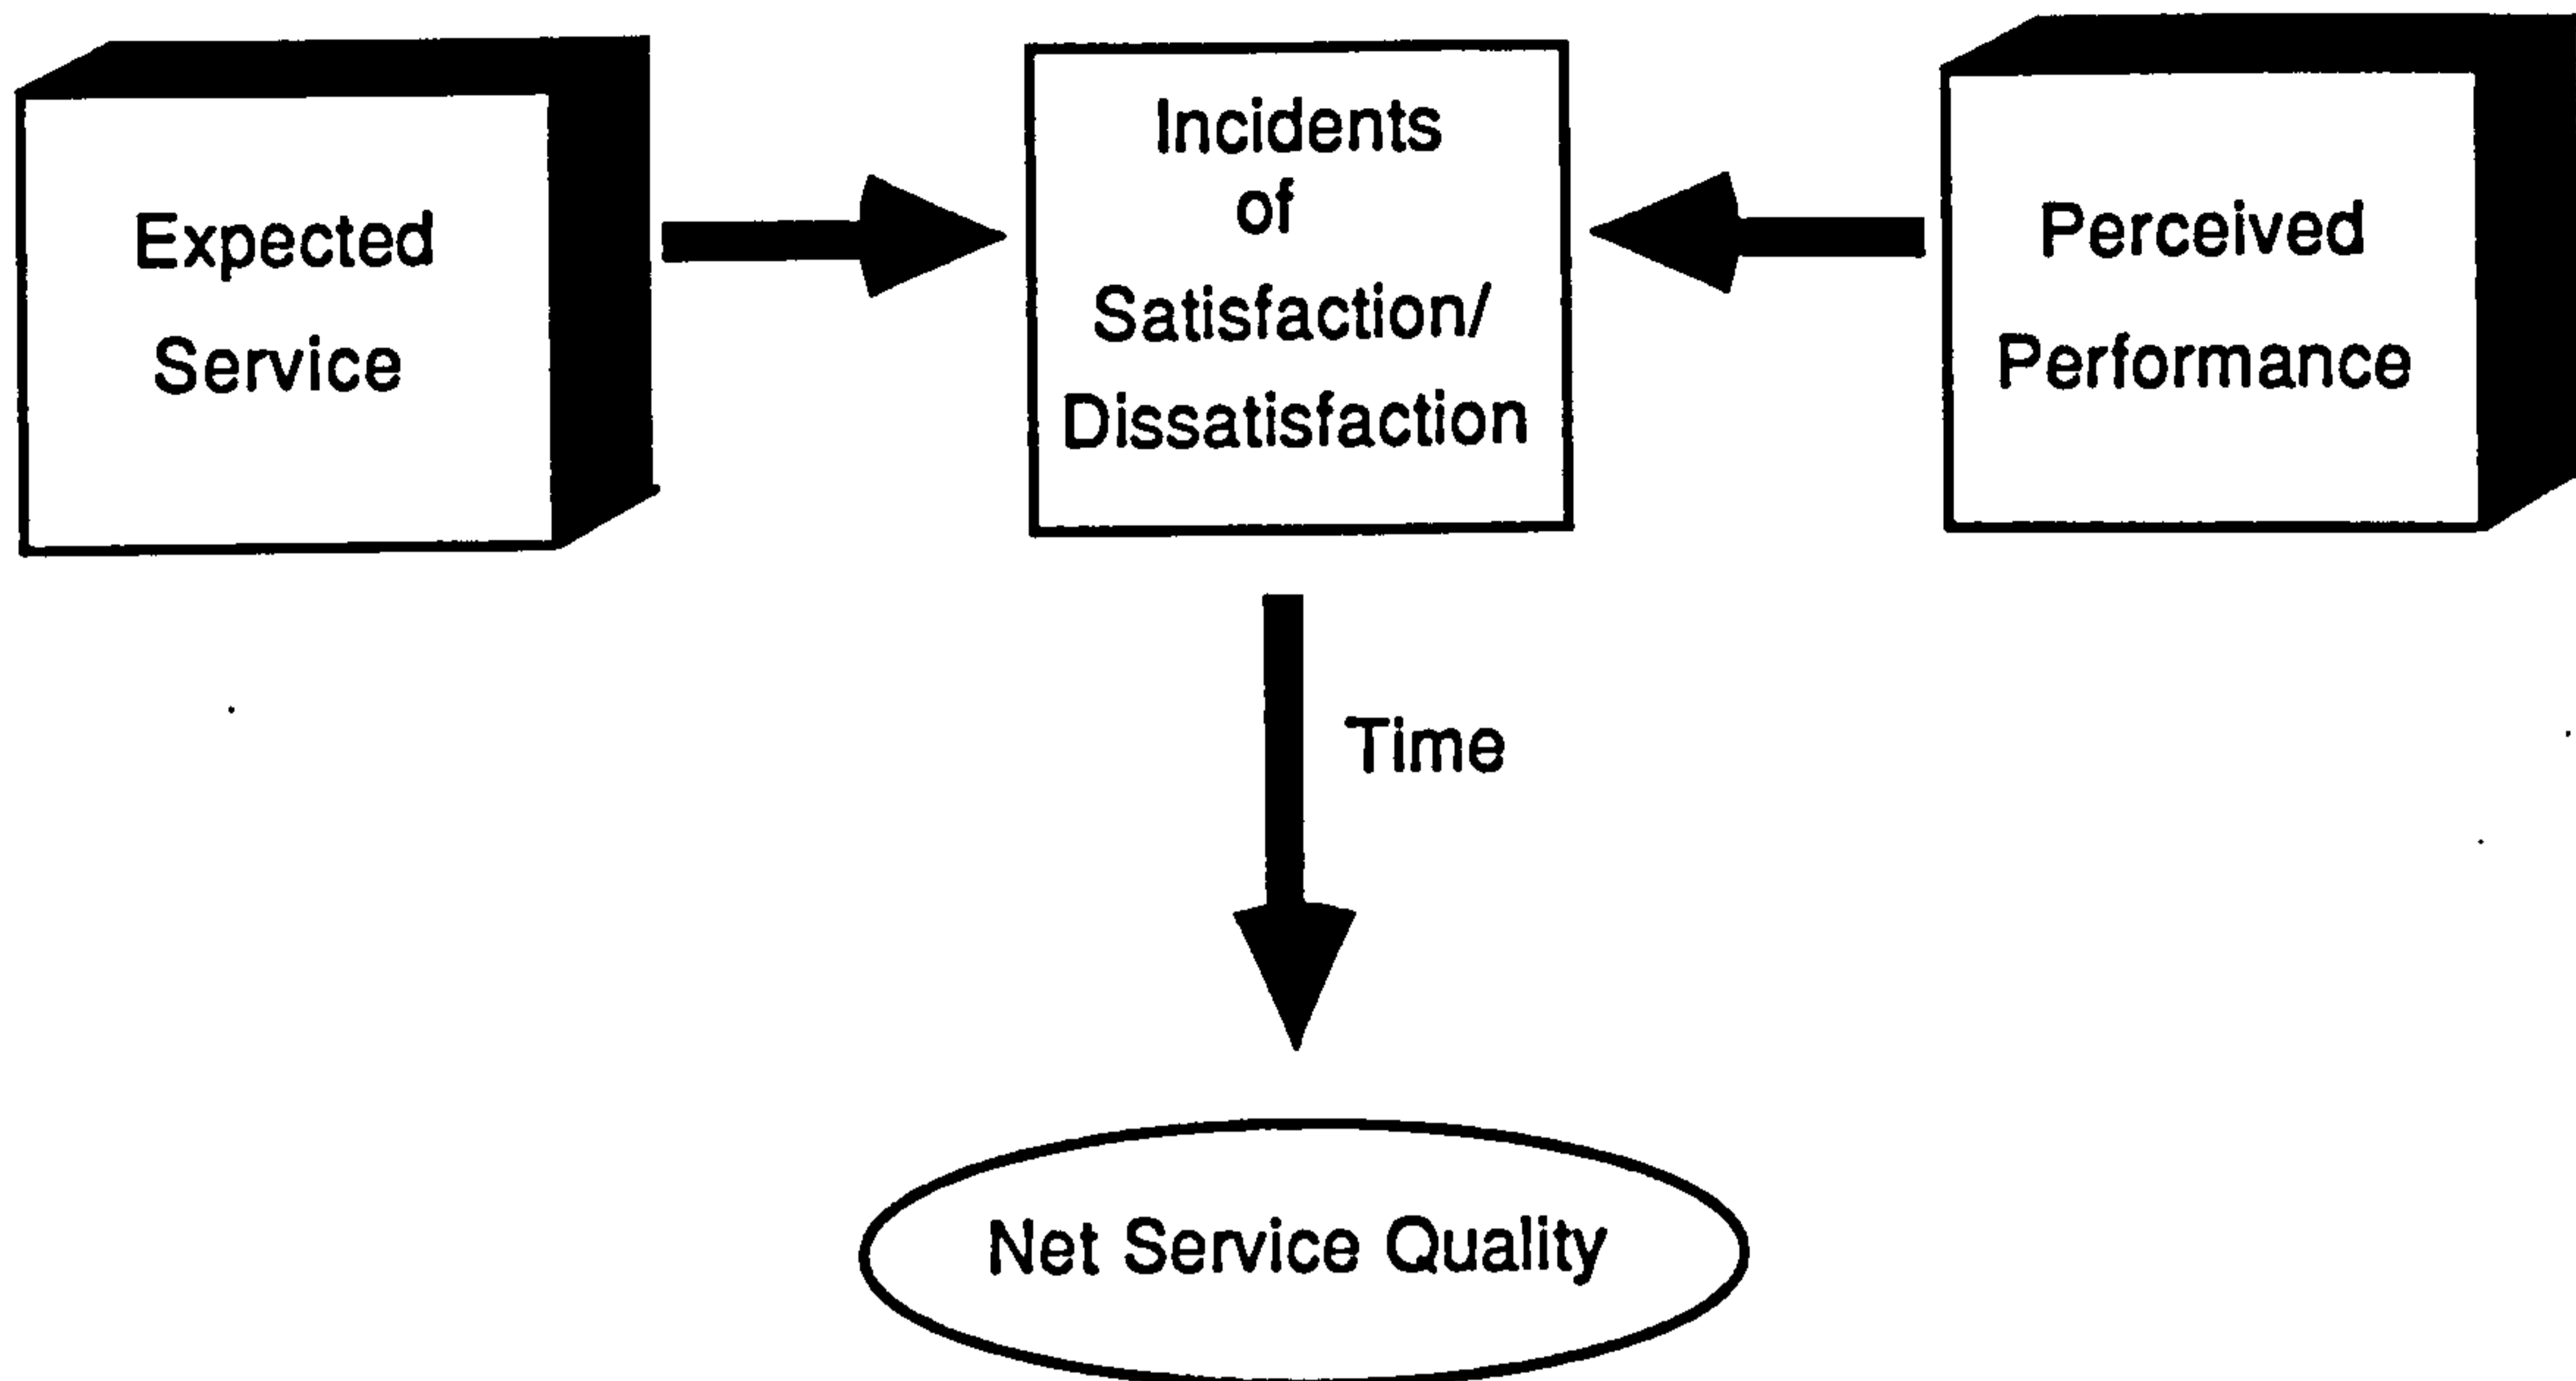 Expected
Service
Incidents
of
Satisfaction/
Dissatisfaction
Perceived
Performance
Time
Net Service Quality